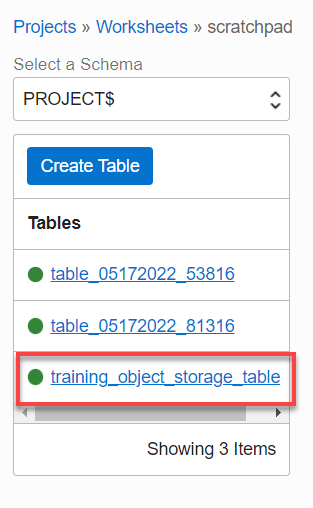 Projects » Worksheets » scratchpad
Select a Schema
PROJECT$
Create Table
Tables
table_05172022_53816
table_05172022_81316
training_object_storage_table
Showing 3 Items